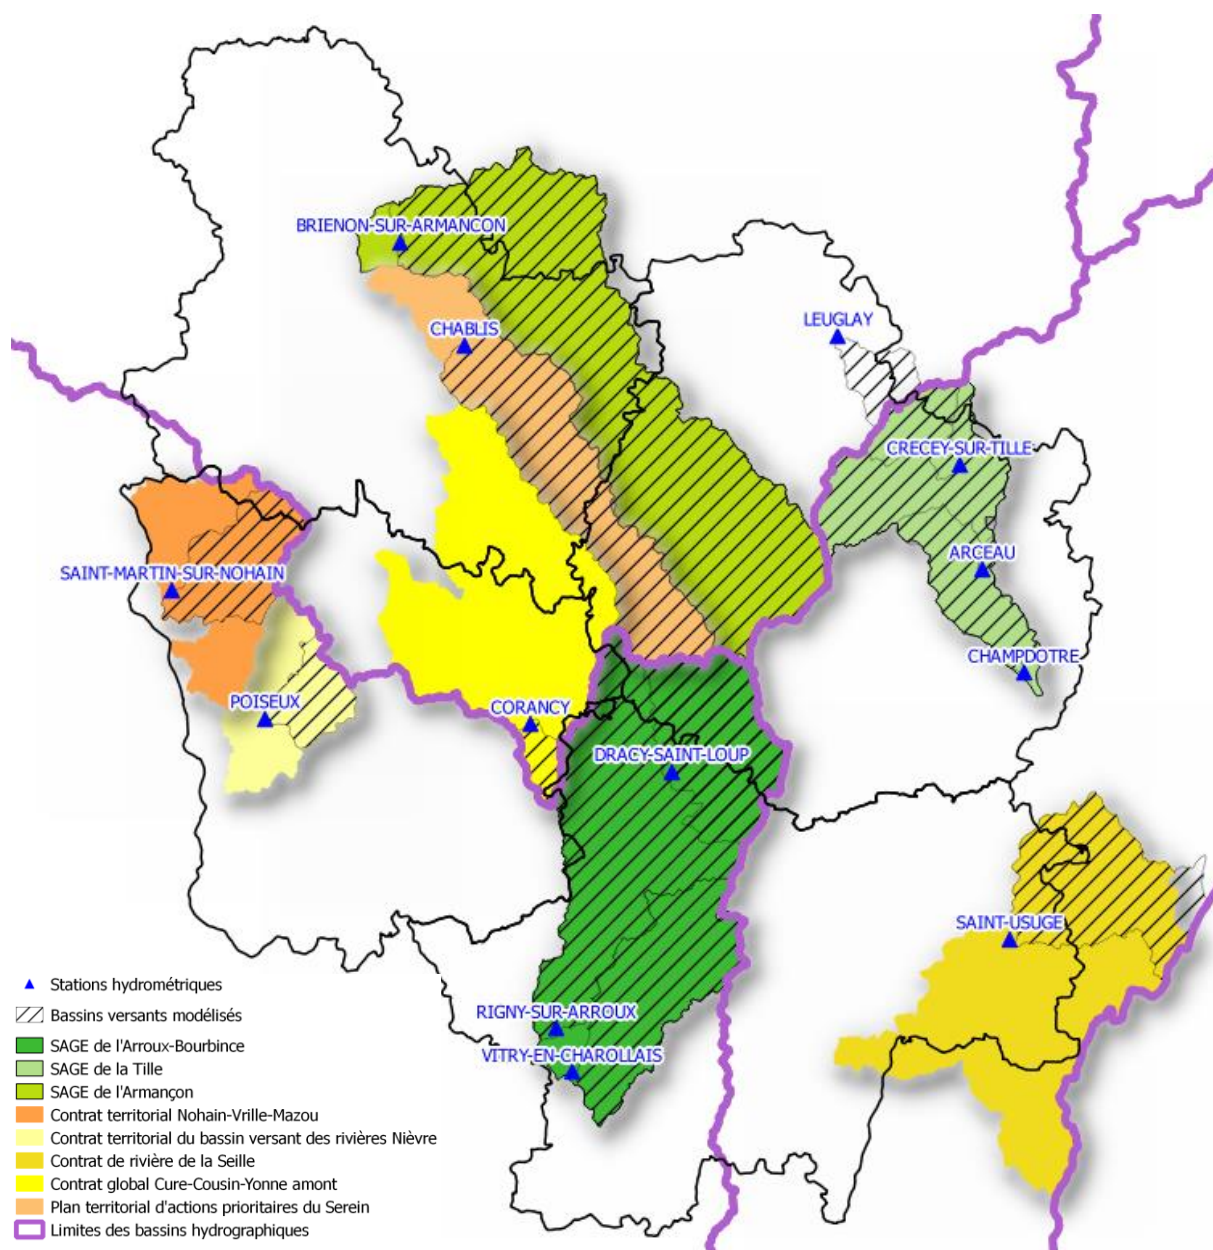 BRIENON-SUR-ARMANCON
LEUGLAY
CHABLIS
CRECEY-SUR-TILLE
ARCEAU
SAINT-MARTIN-SUR-NOHAIN
CHAMPDOTRE
POISEUX
CORANCY
DRACY-SAINT-LOUP
SAINT-USUGE
RIGNY-SUR-ARROUX
VITRY-EN-CHAROLLAIS
Stations hydrométriques
Bassins versants modélisés
SAGE de l'Arroux-Bourbince
SAGE de la Tille
SAGE de l'Armançon
Contrat territorial Nohain-Vrille-Mazou
Contrat territorial du bassin versant des rivières Nièvre
Contrat de rivière de la Seille
Contrat global Cure-Cousin-Yonne amont
Plan territorial d'actions prioritaires du Serein
Limites des bassins hydrographiques